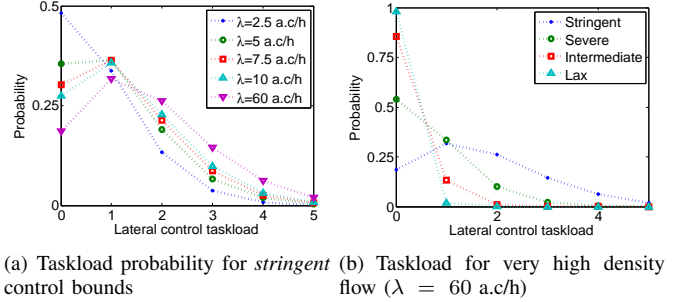 0.5
0.25
0
Probability
0 1 2 3 4 5
Lateral control taskload
λ=2.5 a.c/h
λ=5 a.c/h
λ=7.5 a.c/h
λ=10 a.c/h
λ=60 a.c/h
1
0.75
0.5
0.25
0
Probability
0 2 4
Lateral control taskload
Stringent
Severe
Intermediate
Lax
(a) Taskload probability for stringent
control bounds
(b) Taskload for very high density
flow (λ = 60 a.c/h)